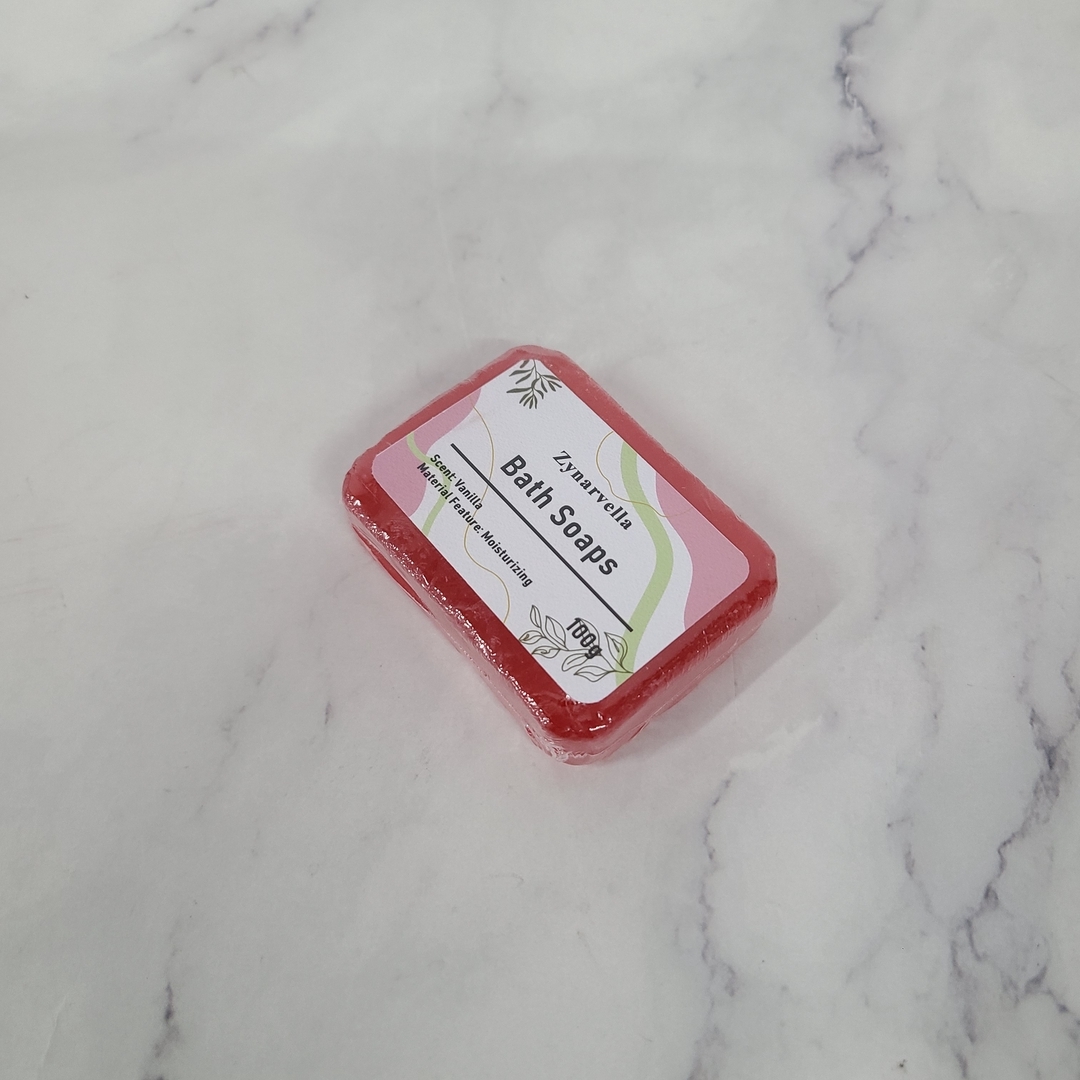 Zynarvella
Bath Soaps
Scent: Vanilla
Material Feature: Moisturizing
100g